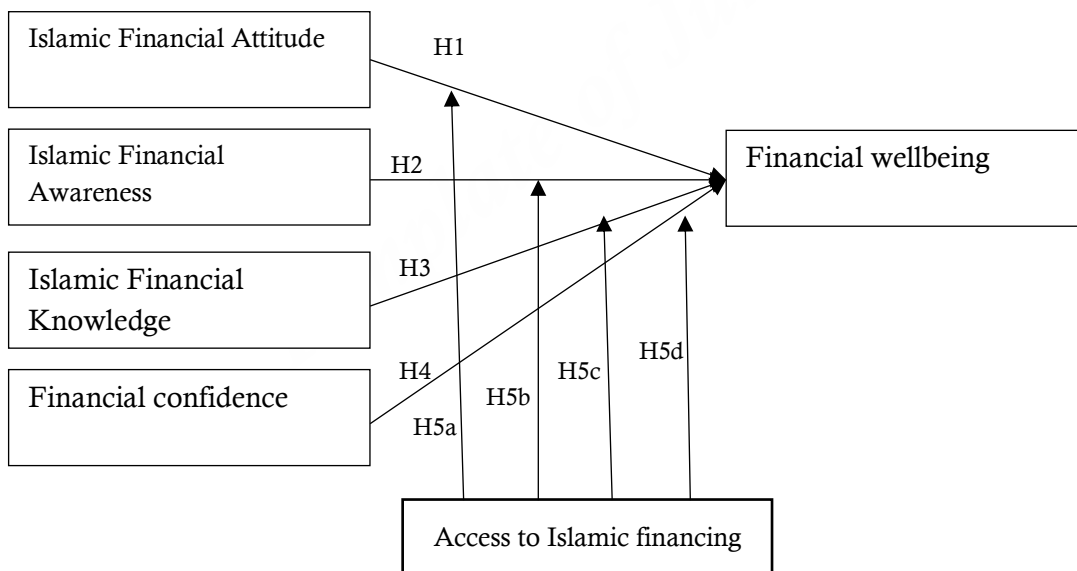 Islamic Financial Attitude
H1
Islamic Financial
Awareness
H2
Financial wellbeing
Islamic Financial
Knowledge
H3
Financial confidence
H4
H5a
H5b
H5c
H5d
Access to Islamic financing